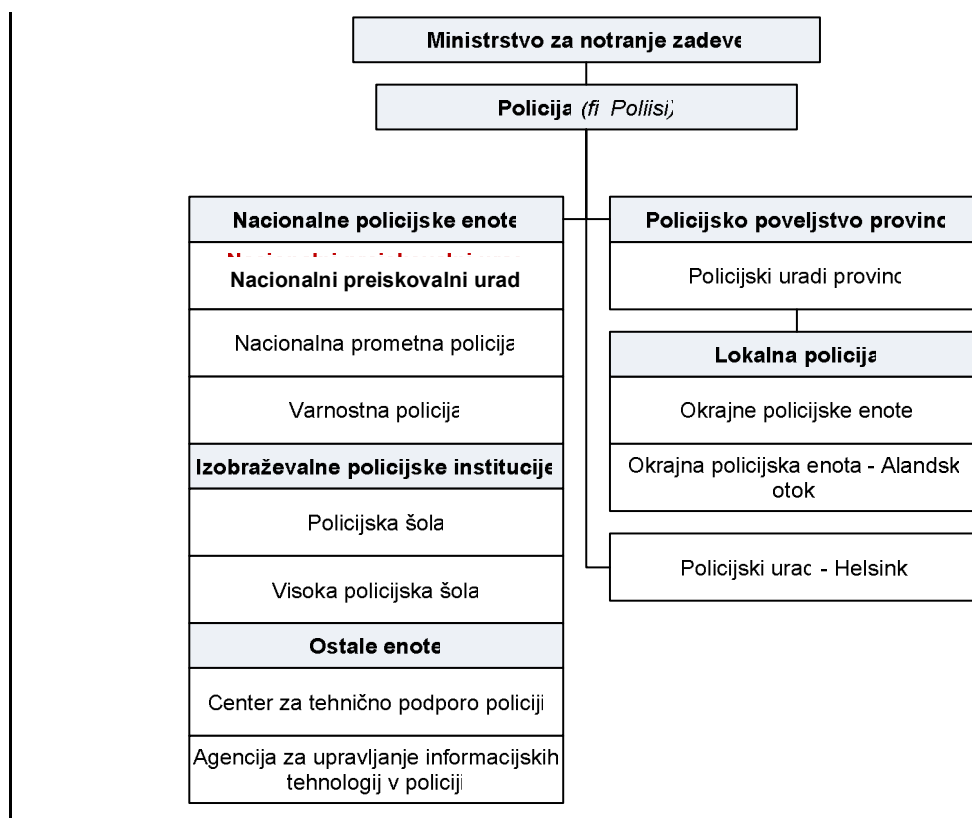 Ministrstvo za notranje zadeve
Policija (fi Poliisi)
Nacionalne policijske enote
Nacionalni preiskovalni urad
Nacionalna prometna policija
Varnostna policija
Izobraževalne policijske institucije
Policijska šola
Visoka policijska šola
Ostale enote
Center za tehnično podporo policiji
Agencija za upravljanje informacijskih
tehnologij v policiji
Policijsko poveljstvo provinc
Policijski uradi provinc
Lokalna policija
Okrajne policijske enote
Okrajna policijska enota - Alandsk
otok
Policijski urad - Helsink